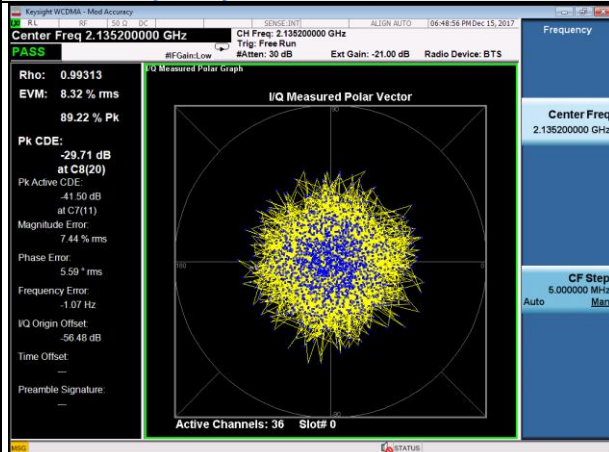 Keysight WCDMA - Mod Accuracy
R L RF 50 Ω DC SENSE:INT ALIGN AUTO 06:48:56 PM Dec 15, 2017
Center Freq 2.135200000 GHz
CH Freq: 2.135200000 GHz
Trig: Free Run
PASS #IFGain:Low #Atten: 30 dB Ext Gain: -21.00 dB Radio Device: BTS
Frequency
Rho: 0.99313
EVM: 8.32 % rms
89.22 % Pk
Pk CDE:
-29.71 dB
at C8(20)
Pk Active CDE:
-41.50 dB
at C7(11)
Magnitude Error:
7.44 % rms
Phase Error:
5.59 ° rms
Frequency Error:
-1.07 Hz
I/Q Origin Offset:
-56.48 dB
Time Offset:
---
Preamble Signature:
---
I/Q Measured Polar Graph
I/Q Measured Polar Vector
90
180
0
-90
Active Channels: 36 Slot# 0
Center Freq
2.135200000 GHz
CF Step
5.000000 MHz
Auto Man
MSG STATUS